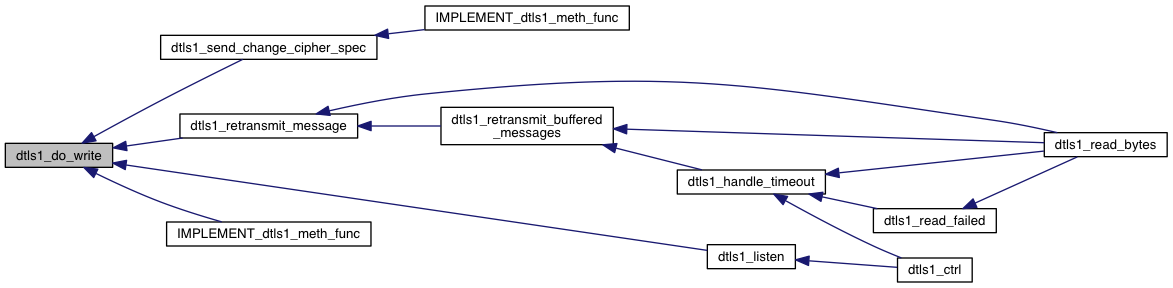 IMPLEMENT_dtls1_meth_func
dtls1_send_change_cipher_spec
dtls1_retransmit_message
dtls1_retransmit_buffered
_messages
dtls1_read_bytes
dtls1_do_write
dtls1_handle_timeout
dtls1_read_failed
IMPLEMENT_dtls1_meth_func
dtls1_listen
dtls1_ctrl